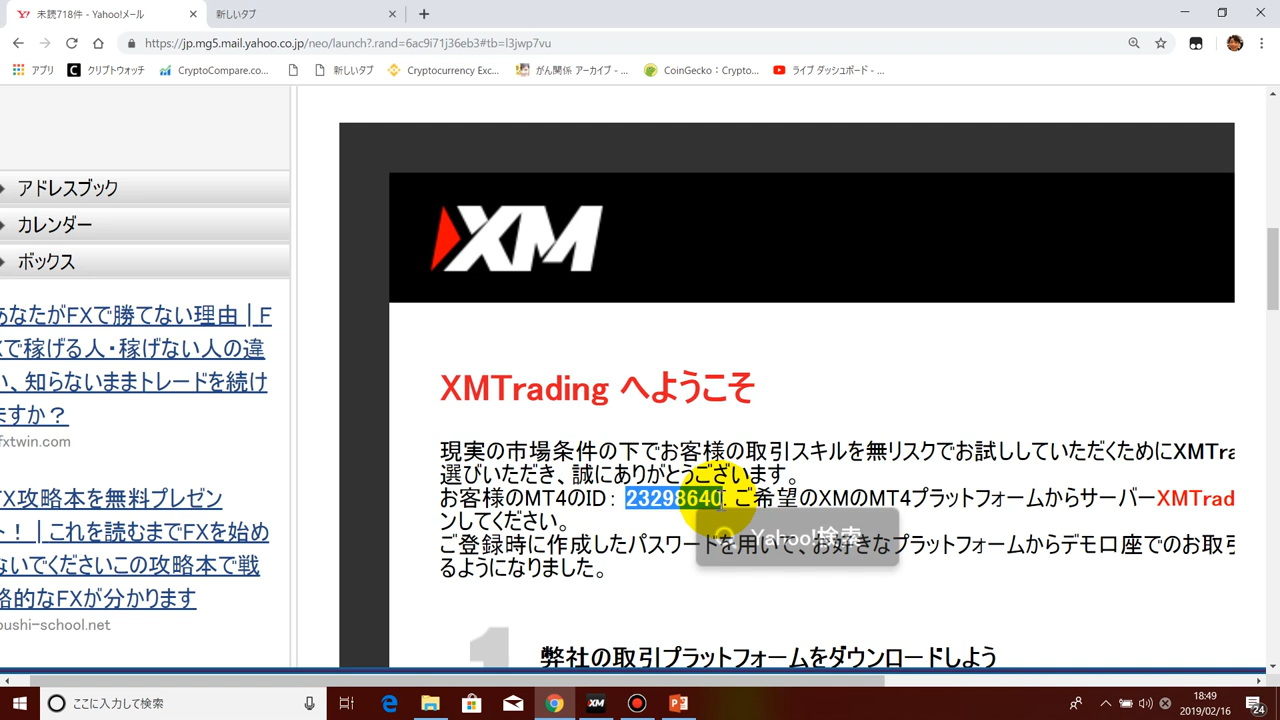 未読718件 - Yahoo!メール
新しいタブ
https://jp.mg5.mail.yahoo.co.jp/neo/launch?.rand=6ac9i71j36eb3#tb=l3jwp7vu
アプリ
クリプトウォッチ
CryptoCompare.co...
新しいタブ
Cryptocurrency Exc...
がん関係 アーカイブ - ...
CoinGecko：Crypto...
ライブ ダッシュボード - ...
アドレスブック
カレンダー
ボックス
あなたがFXで勝てない理由｜F
Xで稼げる人・稼げない人の違
い、知らないままトレードを続け
ますか？
fxtwin.com
FX攻略本を無料プレゼン
ト！｜これを読むまでFXを始め
ないでくださいこの攻略本で戦
略的なFXが分かります
bushi-school.net
XM
XMTrading へようこそ
現実の市場条件の下でお客様の取引スキルを無リスクでお試ししていただくためにXMTra
選びいただき、誠にありがとうございます。
お客様のMT4のID： 23298640. ご希望のXMのMT4プラットフォームからサーバーXMTrad
ンしてください。
Yahoo!検索
ご登録時に作成したパスワードを用いて、お好きなプラットフォームからデモ口座でのお取引
るようになりました。
1
弊社の取引プラットフォームをダウンロードしよう
ここに入力して検索
XM
18:49
2019/02/16
24